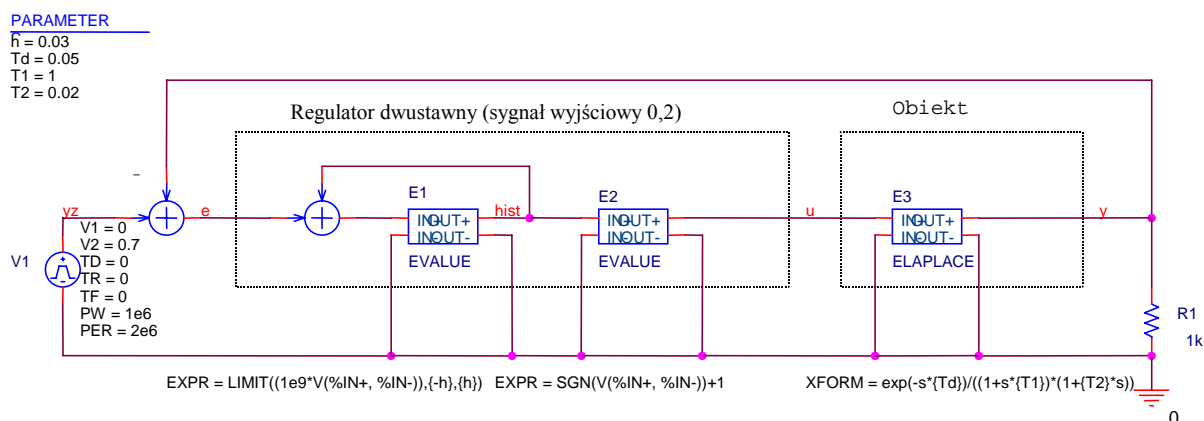 PARAMETER
h = 0.03
Td = 0.05
T1 = 1
T2 = 0.02
Regulator dwustawny (sygnał wyjściowy 0,2)
Obiekt
–
yz
e
E1
hist
E2
u
E3
y
IN+
OUT+
IN-
OUT-
IN+
OUT+
IN-
OUT-
IN+
OUT+
IN-
OUT-
EVALUE
EVALUE
ELAPLACE
V1
V1 = 0
V2 = 0.7
TD = 0
TR = 0
TF = 0
PW = 1e6
PER = 2e6
R1
1k
EXPR = LIMIT((1e9*V(%IN+, %IN-)),{-h},{h})
EXPR = SGN(V(%IN+, %IN-))+1
XFORM = exp(-s*{Td})/((1+s*{T1})*(1+{T2}*s))
0